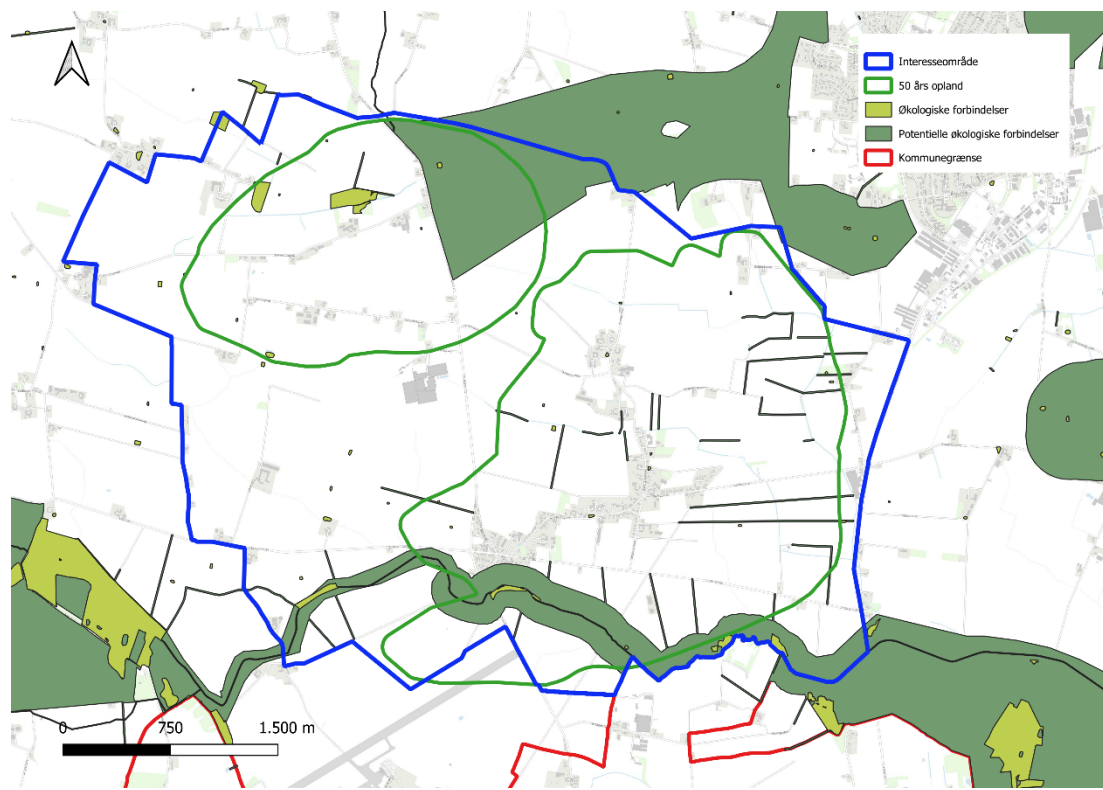 Interesseområde
50 års opland
Økologiske forbindelser
Potentielle økologiske forbindelser
Kommunegrænse
0 750 1.500 m